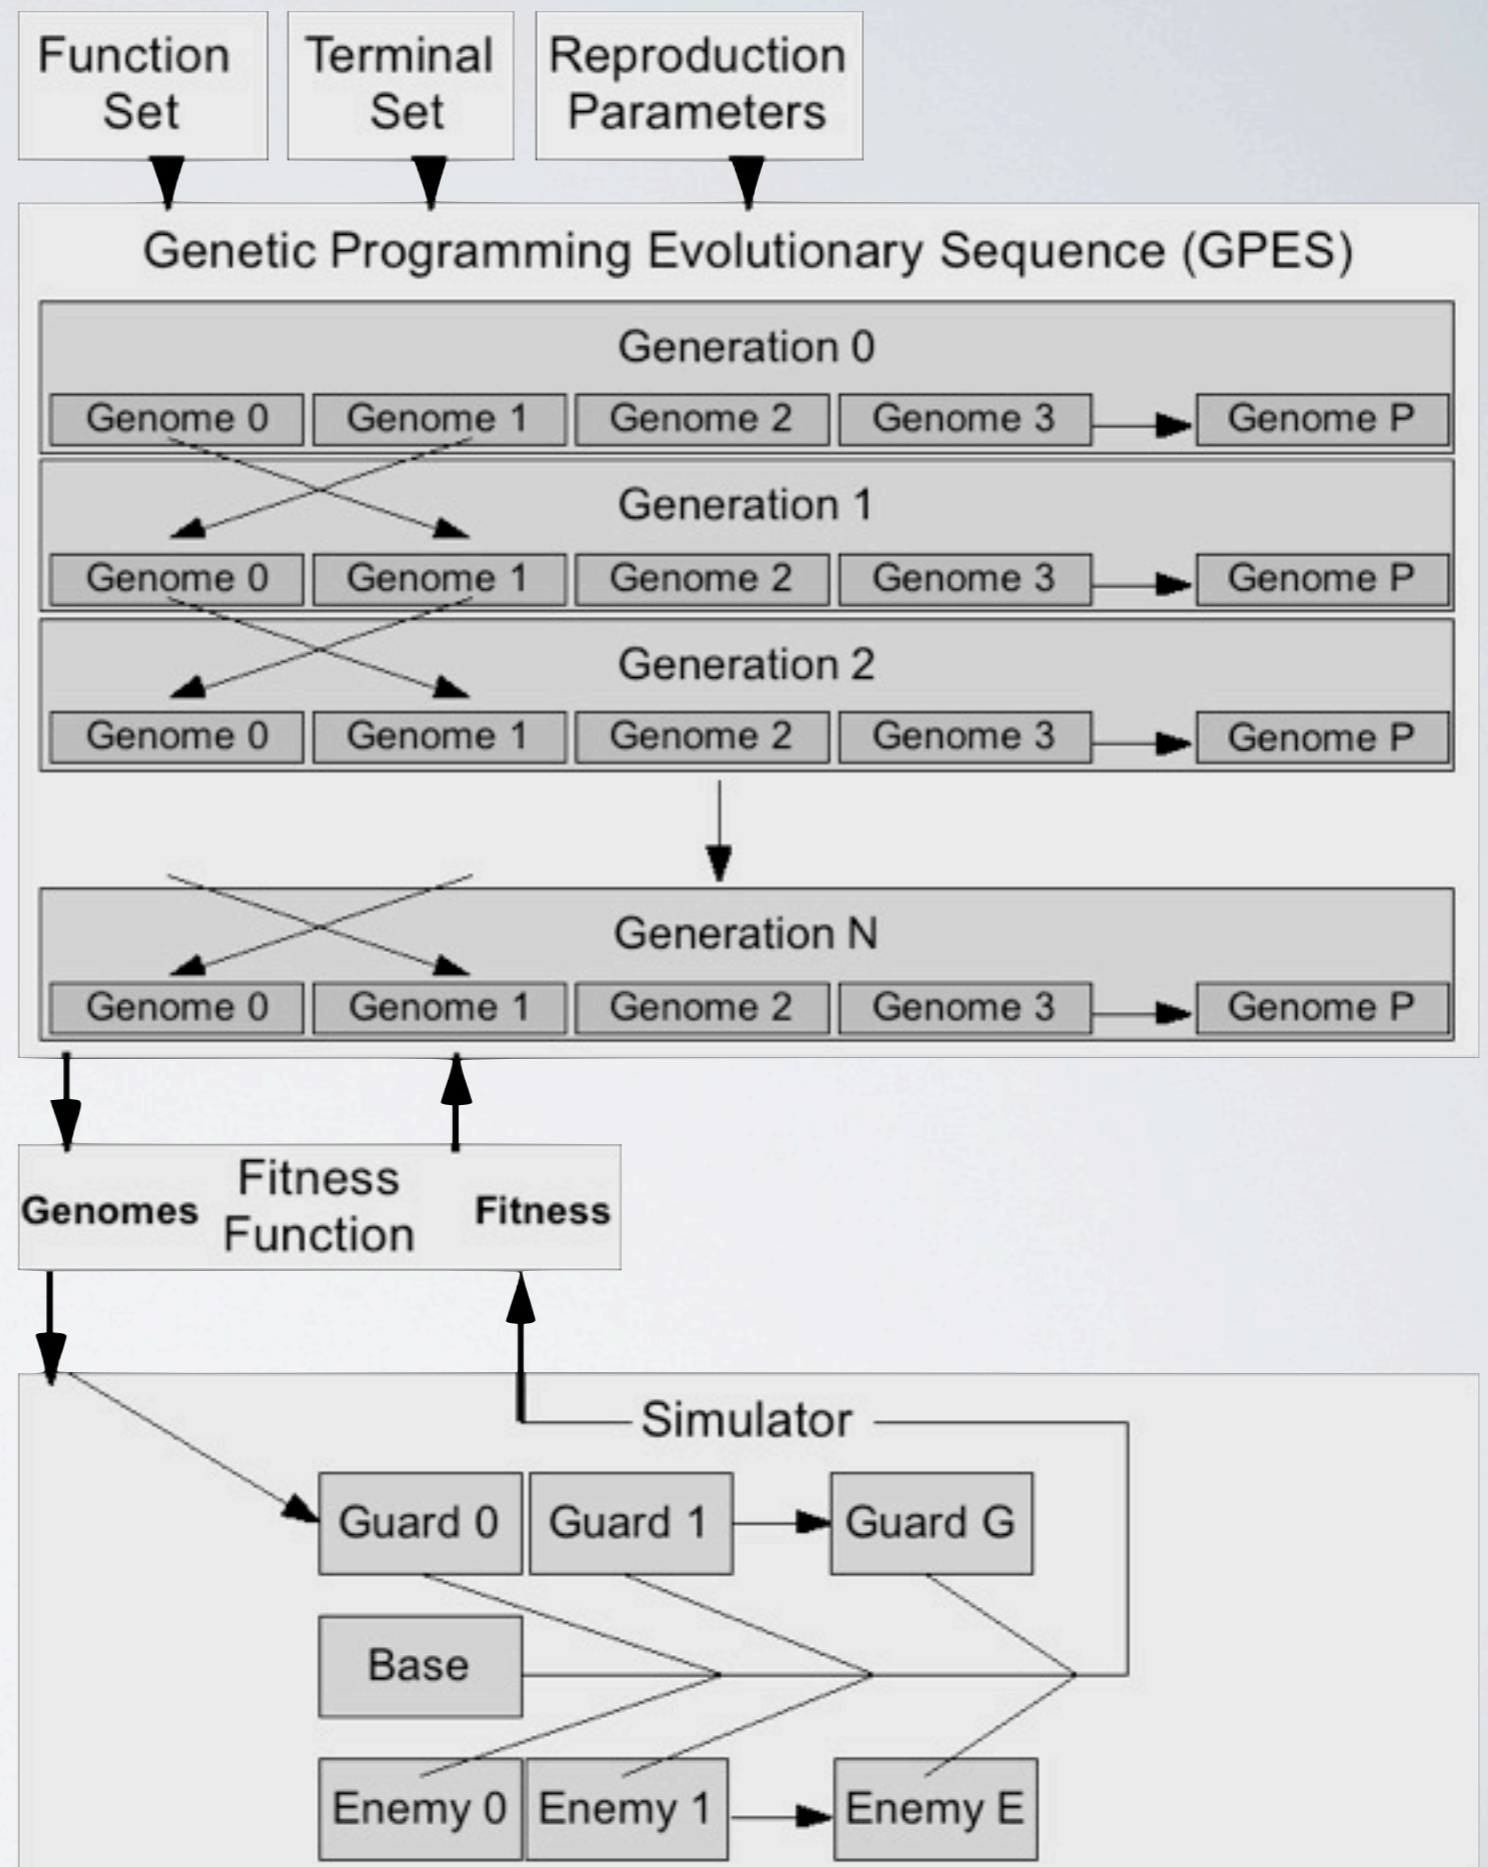 Function
Set
Terminal
Set
Reproduction
Parameters
Genetic Programming Evolutionary Sequence (GPES)
Generation 0
Genome 0
Genome 1
Genome 2
Genome 3
Genome P
Generation 1
Genome 0
Genome 1
Genome 2
Genome 3
Genome P
Generation 2
Genome 0
Genome 1
Genome 2
Genome 3
Genome P
Generation N
Genome 0
Genome 1
Genome 2
Genome 3
Genome P
Genomes
Fitness
Function
Fitness
Simulator
Guard 0
Guard 1
Guard G
Base
Enemy 0
Enemy 1
Enemy E